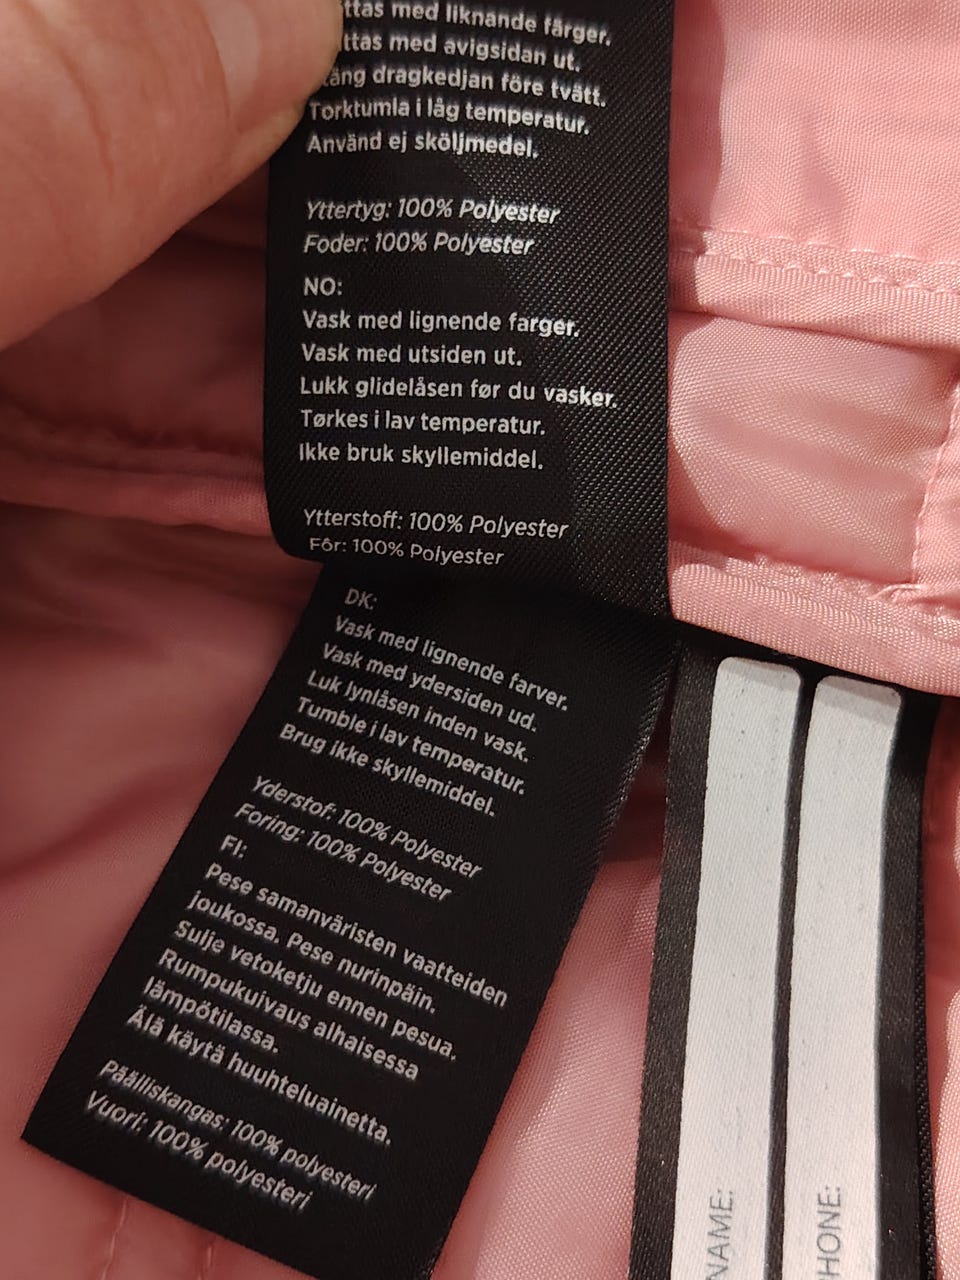 med liknande färger.
med avigsidan ut.
dragkedjan före tvätt.
Torktumla i låg temperatur.
Använd ej sköljmedel.
Yttertyg: 100% Polyester
Foder: 100% Polyester
NO:
Vask med lignende farger.
Vask med utsiden ut.
Lukk glidelåsen før du vasker.
Tørkes i lav temperatur.
Ikke bruk skyllemiddel.
Ytterstoff: 100% Polyester
Fôr: 100% Polyester
DK:
Vask med lignende farver.
Vask med ydersiden ud.
Luk lynlåsen inden vask.
Tumble i lav temperatur.
Brug ikke skyllemiddel.
Yderstof: 100% Polyester
Foring: 100% Polyester
FI:
Pese samanväristen vaatteiden
joukossa. Pese nurinpäin.
Sulje vetoketju ennen pesua.
Rumpukuivaus alhaisessa
lämpötilassa.
Älä käytä huuhteluainetta.
Päälliskangas: 100% polyesteri
Vuori: 100% polyesteri
NAME:
HONE: